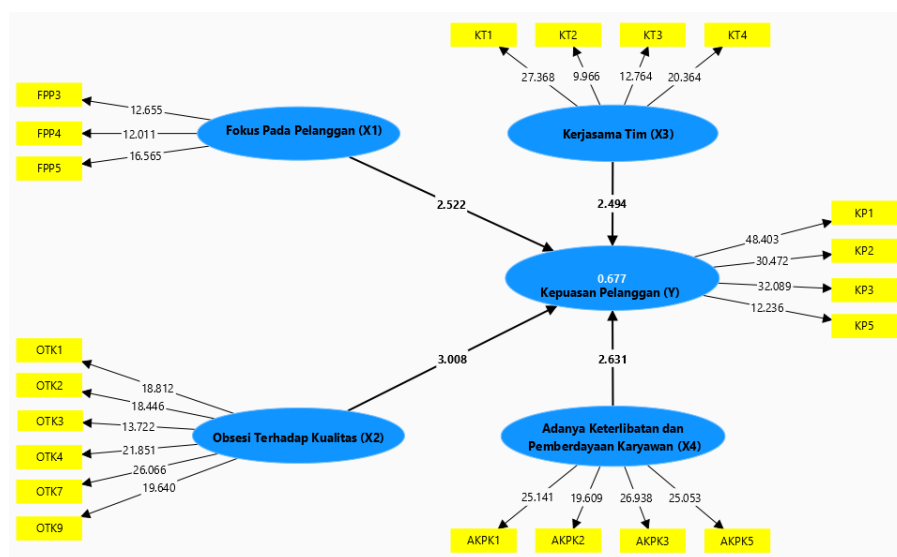 KT1
KT2
KT3
KT4
27.368
9.966
12.764
20.364
FPP3
FPP4
FPP5
12.655
12.011
16.565
Fokus Pada Pelanggan (X1)
Kerjasama Tim (X3)
2.522
2.494
KP1
KP2
KP3
KP5
48.403
30.472
32.089
12.236
0.677
Kepuasan Pelanggan (Y)
3.008
2.631
OTK1
OTK2
OTK3
OTK4
OTK7
OTK9
18.812
18.446
13.722
21.851
26.066
19.640
Obsesi Terhadap Kualitas (X2)
Adanya Keterlibatan dan
Pemberdayaan Karyawan (X4)
25.141
19.609
26.938
25.053
AKPK1
AKPK2
AKPK3
AKPK5